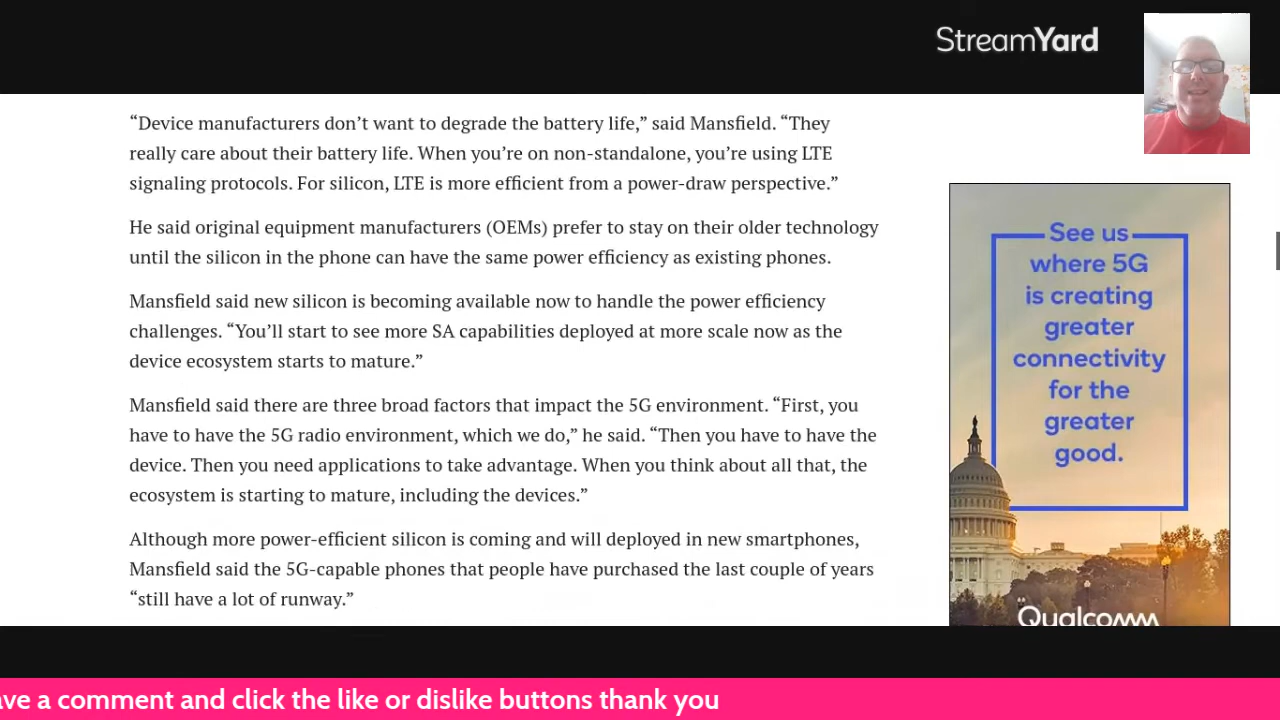 StreamYard
“Device manufacturers don’t want to degrade the battery life,” said Mansfield. “They
really care about their battery life. When you’re on non-standalone, you’re using LTE
signaling protocols. For silicon, LTE is more efficient from a power-draw perspective.”
He said original equipment manufacturers (OEMs) prefer to stay on their older technology
until the silicon in the phone can have the same power efficiency as existing phones.
Mansfield said new silicon is becoming available now to handle the power efficiency
challenges. “You’ll start to see more SA capabilities deployed at more scale now as the
device ecosystem starts to mature.”
Mansfield said there are three broad factors that impact the 5G environment. “First, you
have to have the 5G radio environment, which we do,” he said. “Then you have to have the
device. Then you need applications to take advantage. When you think about all that, the
ecosystem is starting to mature, including the devices.”
Although more power-efficient silicon is coming and will deployed in new smartphones,
Mansfield said the 5G-capable phones that people have purchased the last couple of years
“still have a lot of runway.”
See us
where 5G
is creating
greater
connectivity
for the
greater
good.
Qualcomm
ave a comment and click the like or dislike buttons thank you